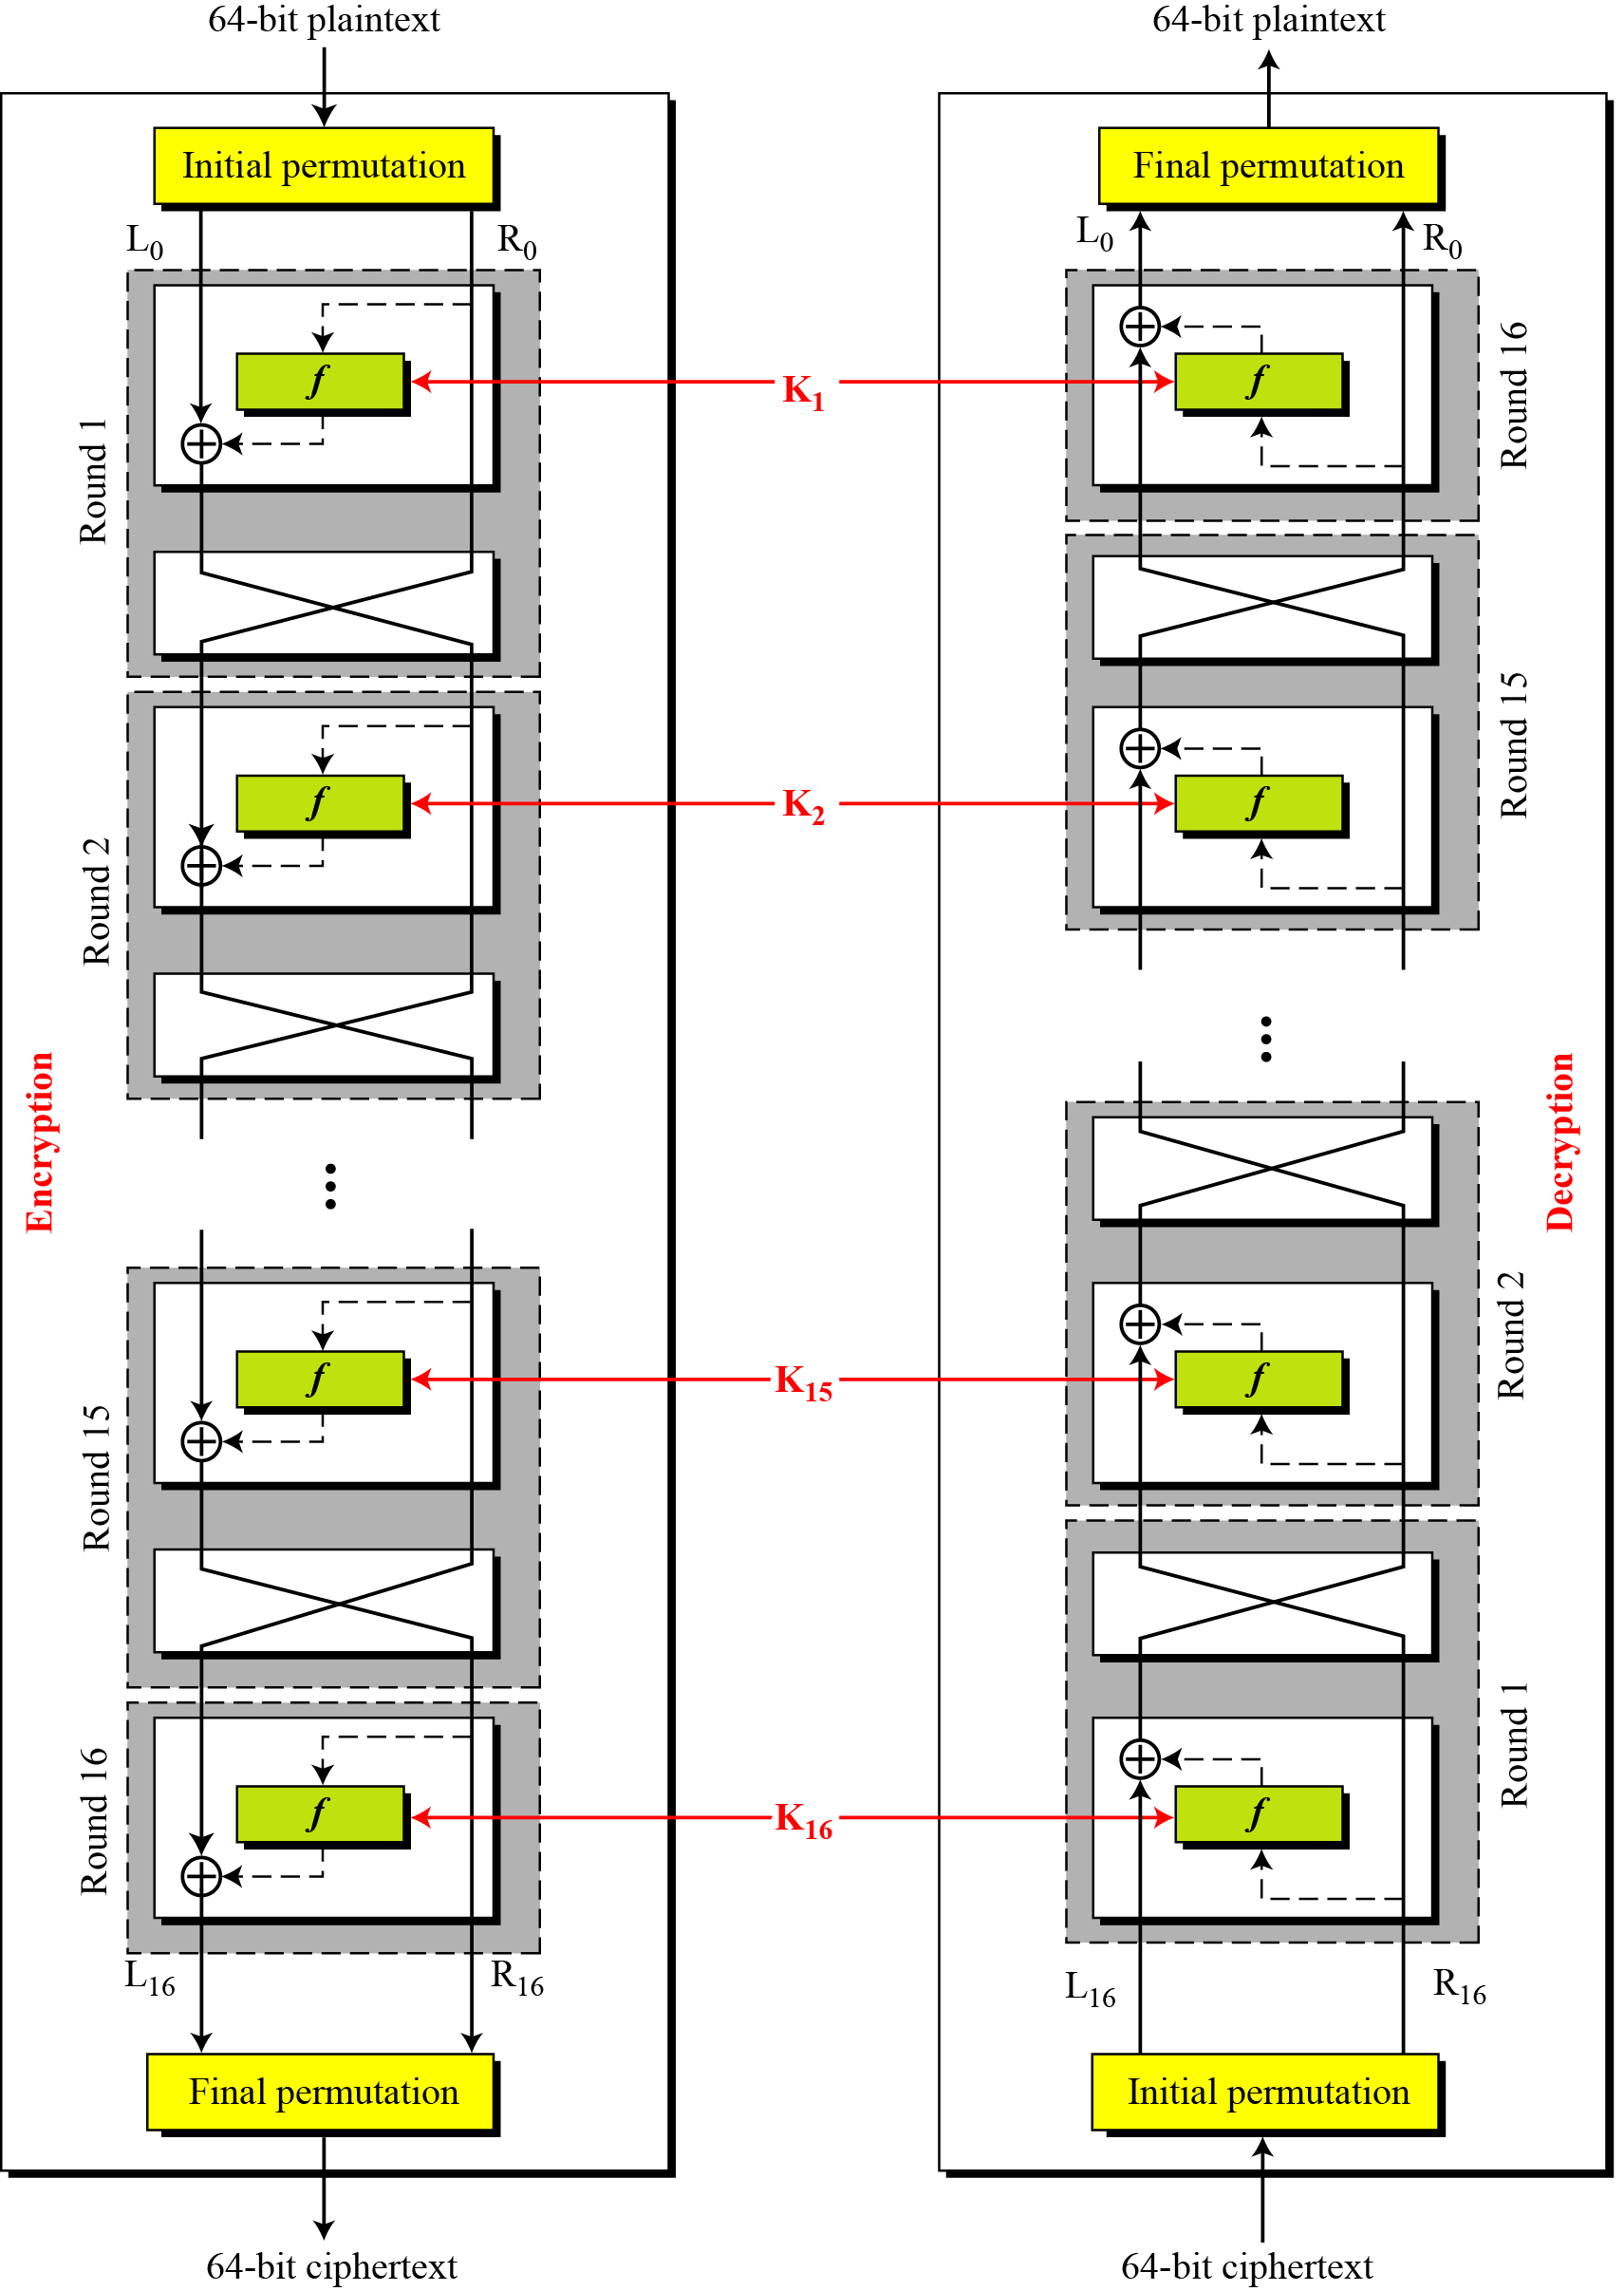 64-bit plaintext
Initial permutation
L0
R0
f
Round 1
f
Round 2
Encryption
f
Round 15
f
Round 16
L16
R16
Final permutation
64-bit ciphertext
K1
K2
K15
K16
64-bit plaintext
Final permutation
L0
R0
f
Round 16
f
Round 15
Decryption
f
Round 2
f
Round 1
L16
R16
Initial permutation
64-bit ciphertext